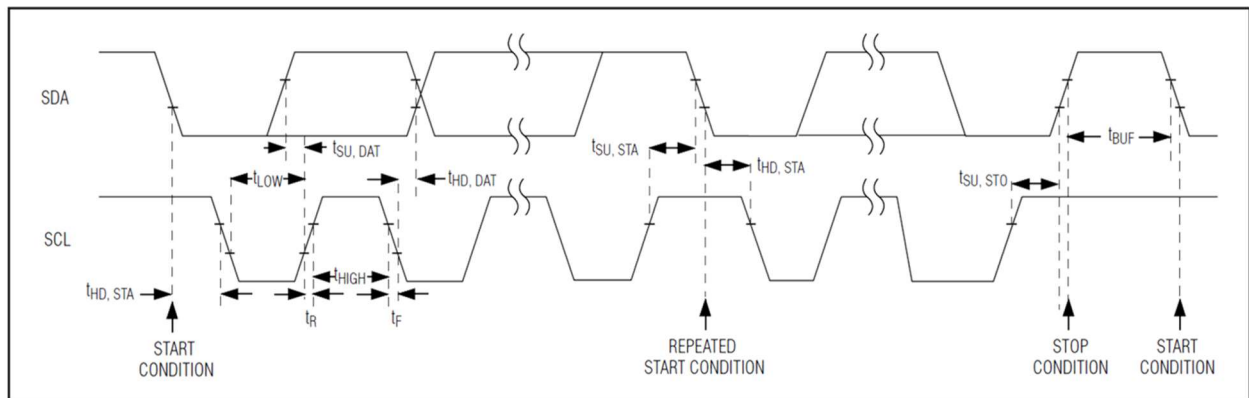 SDA
tSU, DAT
tSU, STA
tBUF
tLOW
tHD, DAT
tHD, STA
tSU, STO
SCL
tHIGH
tHD, STA
tR
tF
START
CONDITION
REPEATED
START CONDITION
STOP
CONDITION
START
CONDITION